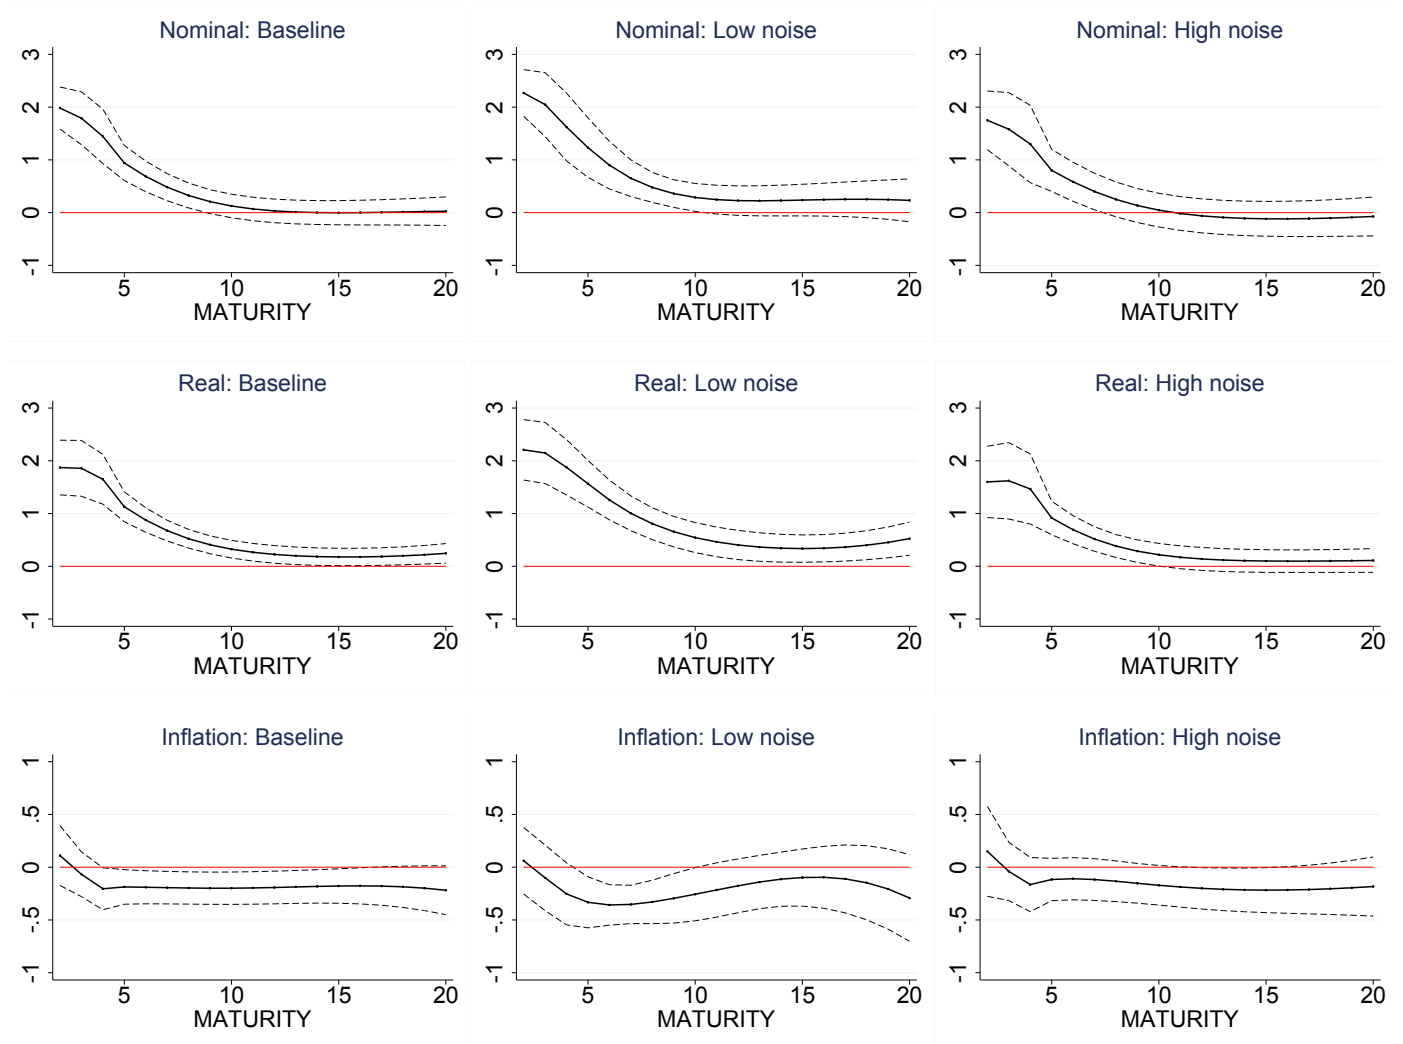 Nominal: Baseline
3
2
1
0
-1
5 10 15 20
MATURITY
Nominal: Low noise
3
2
1
0
-1
5 10 15 20
MATURITY
Nominal: High noise
3
2
1
0
-1
5 10 15 20
MATURITY
Real: Baseline
3
2
1
0
-1
5 10 15 20
MATURITY
Real: Low noise
3
2
1
0
-1
5 10 15 20
MATURITY
Real: High noise
3
2
1
0
-1
5 10 15 20
MATURITY
Inflation: Baseline
1
.5
0
-.5
-1
5 10 15 20
MATURITY
Inflation: Low noise
1
.5
0
-.5
-1
5 10 15 20
MATURITY
Inflation: High noise
1
.5
0
-.5
-1
5 10 15 20
MATURITY